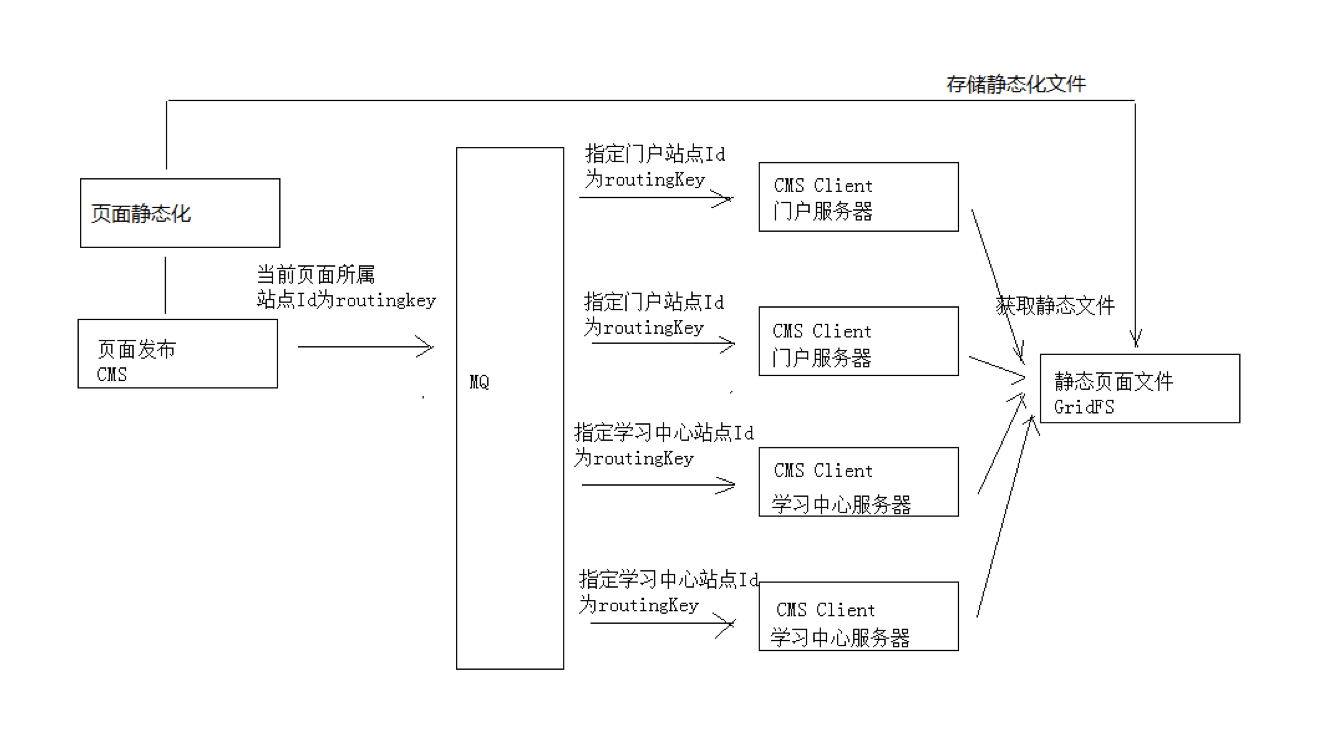 存储静态化文件
页面静态化
当前页面所属
站点Id为routingkey
页面发布
CMS
MQ
指定门户站点Id
为routingKey
CMS Client
门户服务器
指定门户站点Id
为routingKey
CMS Client
门户服务器
指定学习中心站点Id
为routingKey
CMS Client
学习中心服务器
指定学习中心站点Id
为routingKey
CMS Client
学习中心服务器
获取静态文件
静态页面文件
GridFS